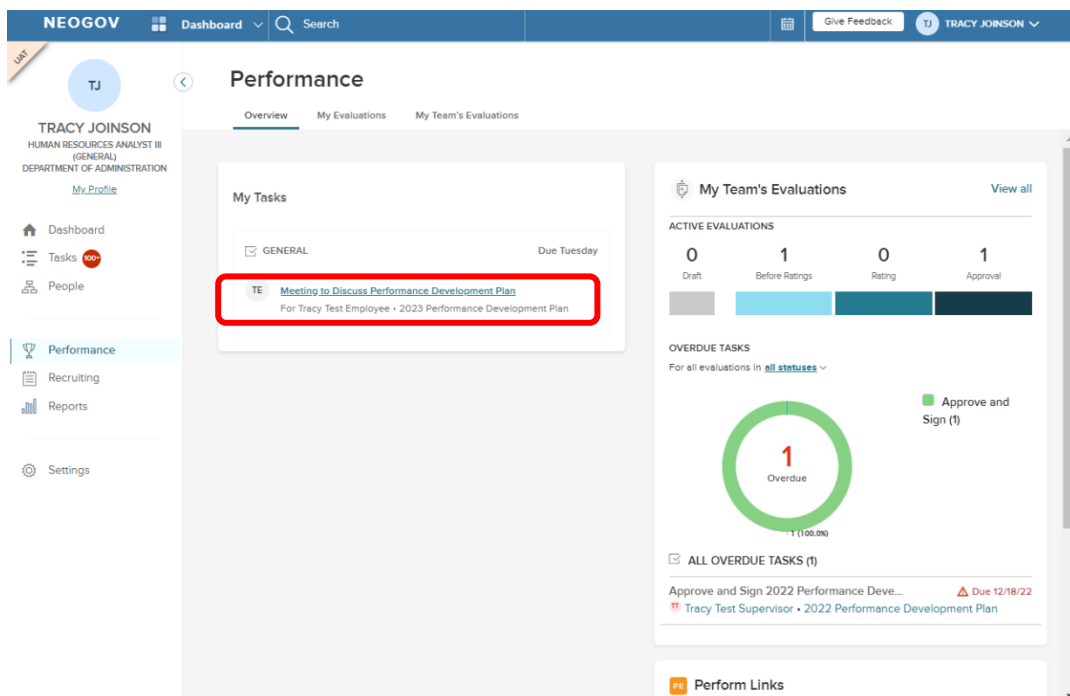 NEOGOV Dashboard Search Give Feedback TJ TRACY JOINSON
UAT
TJ
TRACY JOINSON
HUMAN RESOURCES ANALYST III
(GENERAL)
DEPARTMENT OF ADMINISTRATION
My Profile
Dashboard
Tasks 100+
People
Performance
Recruiting
Reports
Settings
Performance
Overview My Evaluations My Team's Evaluations
My Tasks
GENERAL Due Tuesday
TE Meeting to Discuss Performance Development Plan
For Tracy Test Employee • 2023 Performance Development Plan
My Team's Evaluations View all
ACTIVE EVALUATIONS
0 1 0 1
Draft Before Ratings Rating Approval
OVERDUE TASKS
For all evaluations in all statuses
Approve and
Sign (1)
1
Overdue
1 (100.0%)
ALL OVERDUE TASKS (1)
Approve and Sign 2022 Performance Deve... Due 12/18/22
TT Tracy Test Supervisor • 2022 Performance Development Plan
PE Perform Links